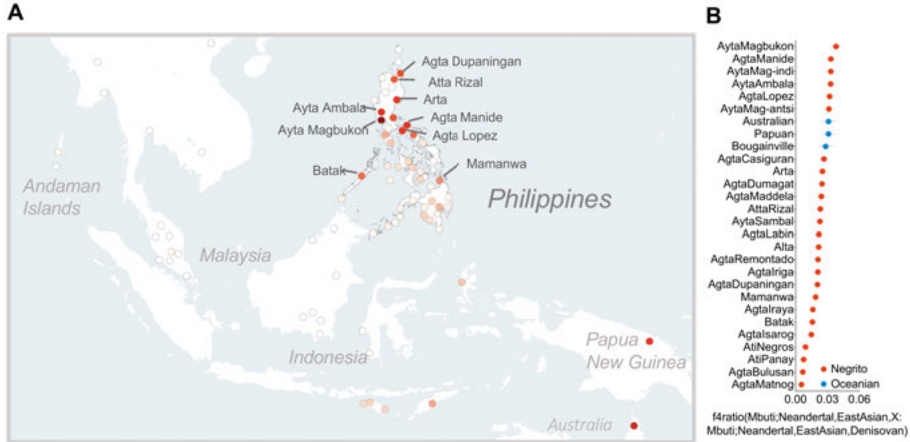 A
Agta Dupaningan
Atta Rizal
Arta
Ayta Ambala
Agta Manide
Ayta Magbukon
Agta Lopez
Batak
Mamanwa
Andaman
Islands
Philippines
Malaysia
Indonesia
Papua
New Guinea
Australia
B
AytaMagbukon
AgtaManide
AytaMag-indi
AytaAmbala
AgtaLopez
AytaMag-antsi
Australian
Papuan
Bougainville
AgtaCasiguran
Arta
AgtaDumagat
AgtaMaddela
AttaRizal
AytaSambal
AgtaLabin
Alta
AgtaRemontado
AgtaIriga
AgtaDupaningan
Mamanwa
AgtaIraya
Batak
AgtaIsarog
AtiNegros
AtiPanay
AgtaBulusan
AgtaMatnog
Negrito
Oceanian
0.00 0.03 0.06
f4ratio(Mbuti;Neandertal,EastAsian,X:
Mbuti;Neandertal,EastAsian,Denisovan)